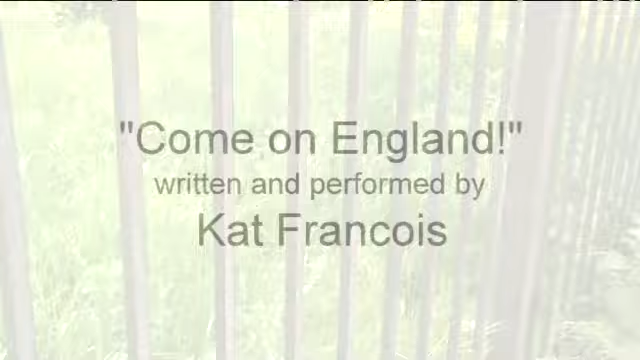 "Come on England!"
written and performed by
Kat Francois